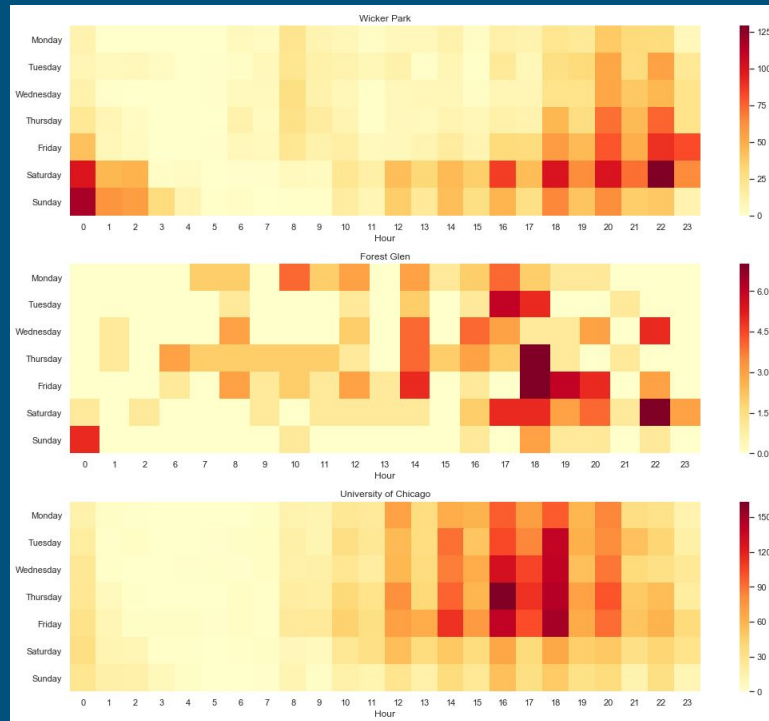 Wicker Park
Monday
Tuesday
Wednesday
Thursday
Friday
Saturday
Sunday
0 1 2 3 4 5 6 7 8 9 10 11 12 13 14 15 16 17 18 19 20 21 22 23
Hour
125
100
75
50
25
0
Forest Glen
Monday
Tuesday
Wednesday
Thursday
Friday
Saturday
Sunday
0 1 2 6 7 8 9 10 11 12 13 14 15 16 17 18 19 20 21 22 23
Hour
6.0
4.5
3.0
1.5
0.0
University of Chicago
Monday
Tuesday
Wednesday
Thursday
Friday
Saturday
Sunday
0 1 2 3 4 5 6 7 8 9 10 11 12 13 14 15 16 17 18 19 20 21 22 23
Hour
150
120
90
60
30
0